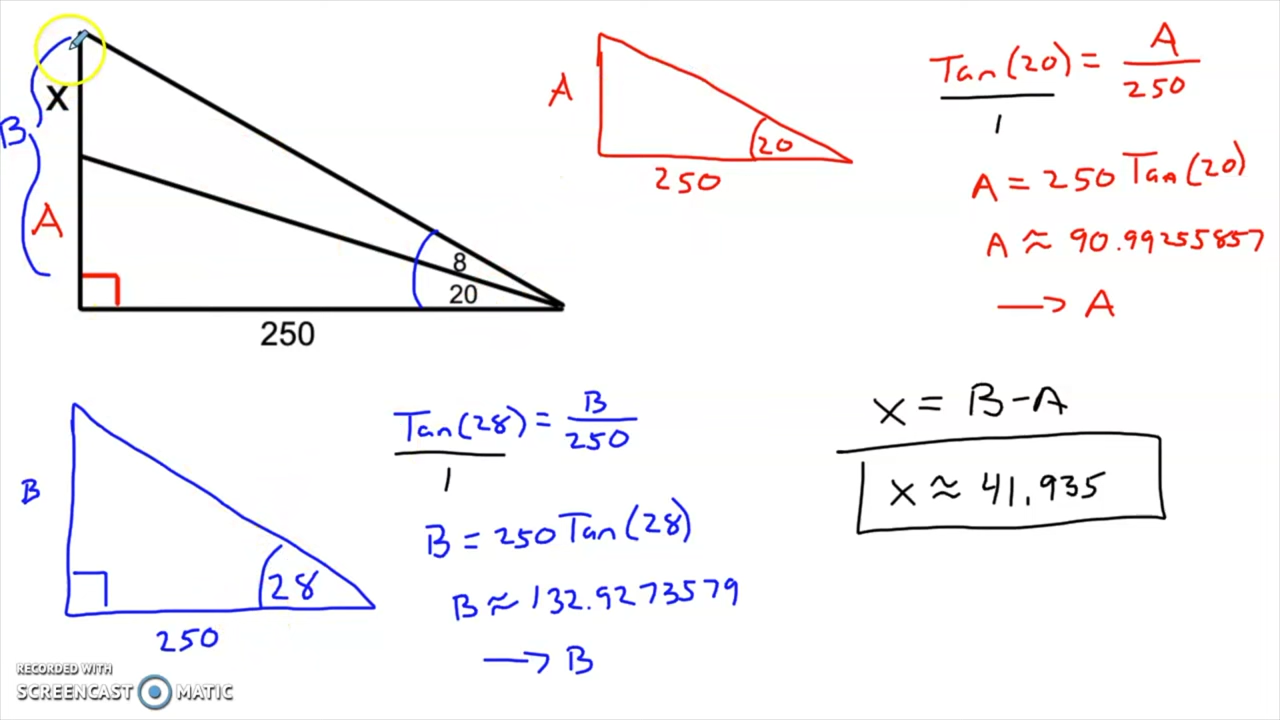 X
B
A
8
20
250
A
20
250
Tan(20) = A/250
1
A = 250 Tan(20)
A ≈ 90.99255857
→ A
B
28
250
Tan(28) = B/250
1
B = 250 Tan(28)
B ≈ 132.9273579
→ B
x = B-A
x ≈ 41.935
RECORDED WITH
SCREENCAST MATIC